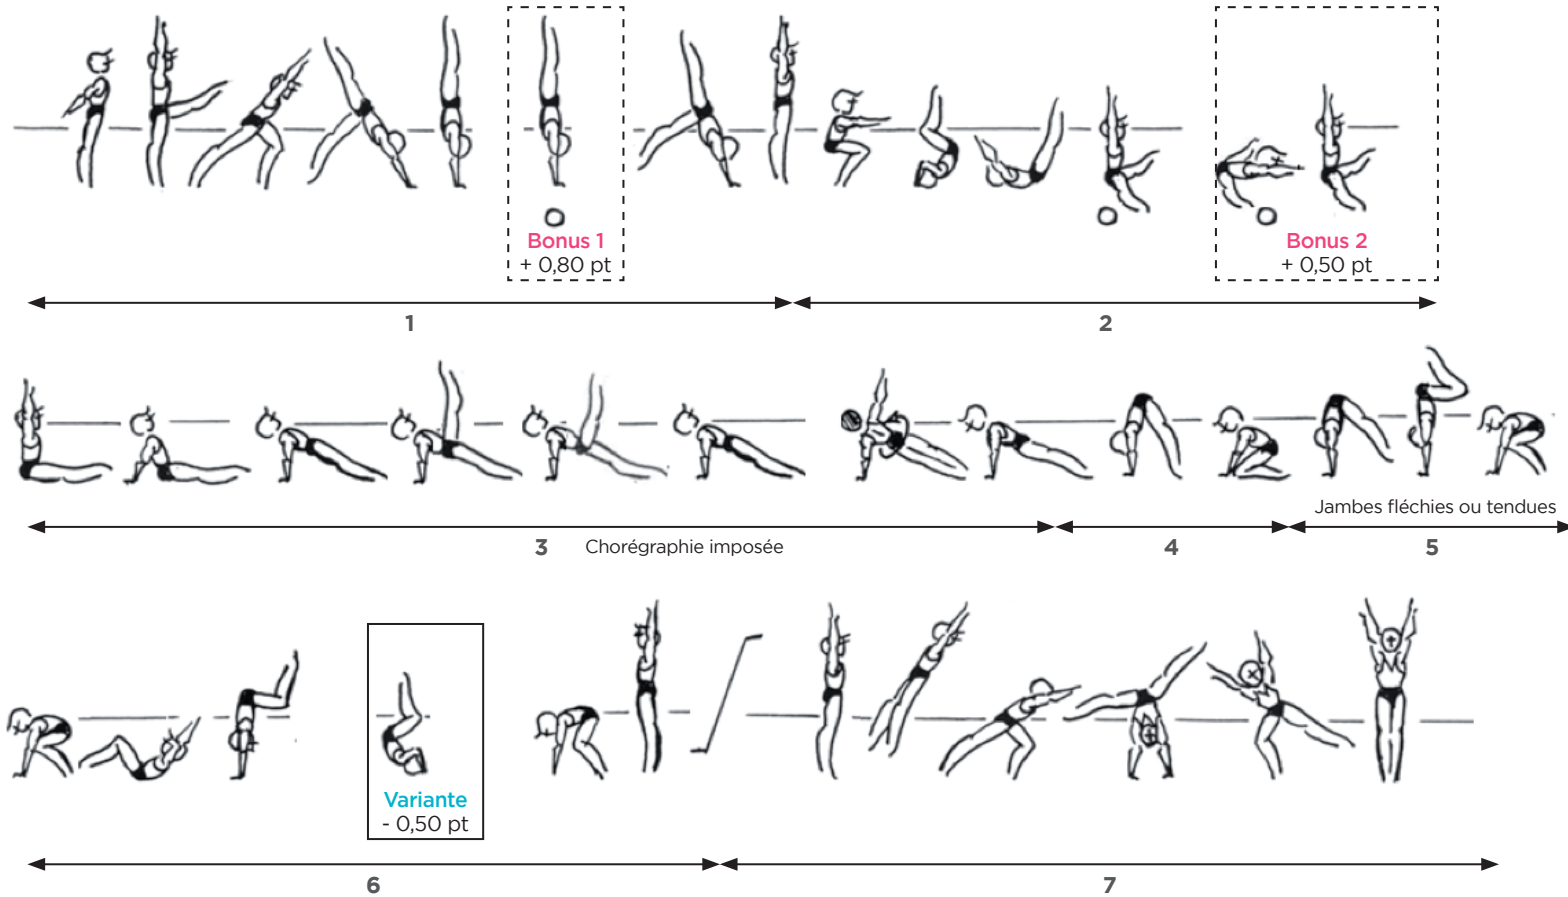 Bonus 1
+ 0,80 pt
Bonus 2
+ 0,50 pt
1
2
Jambes fléchies ou tendues
3 Chorégraphie imposée
4
5
Variante
- 0,50 pt
6
7